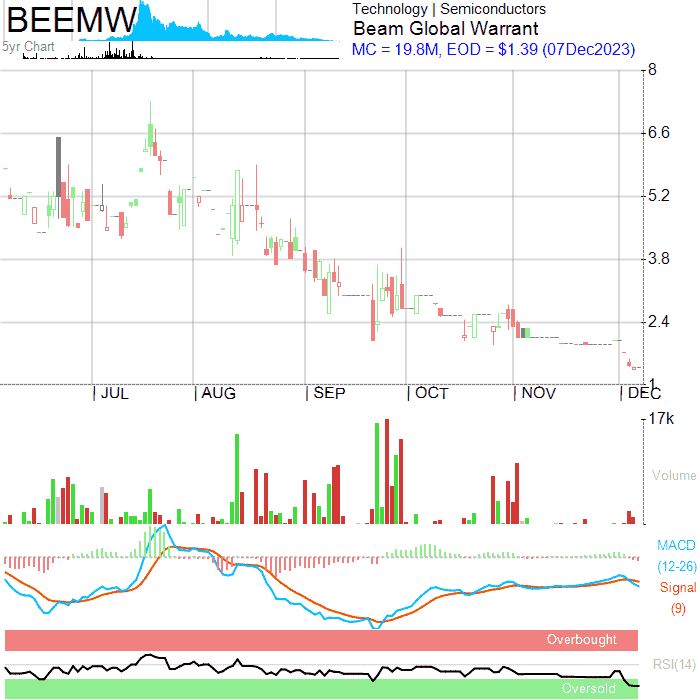 BEEMW
Technology | Semiconductors
Beam Global Warrant
MC = 19.8M, EOD = $1.39 (07Dec2023)
5yr Chart
8
6.6
5.2
3.8
2.4
1
JUL AUG SEP OCT NOV DEC
17k
Volume
MACD
(12-26)
Signal
(9)
Overbought
RSI(14)
Oversold